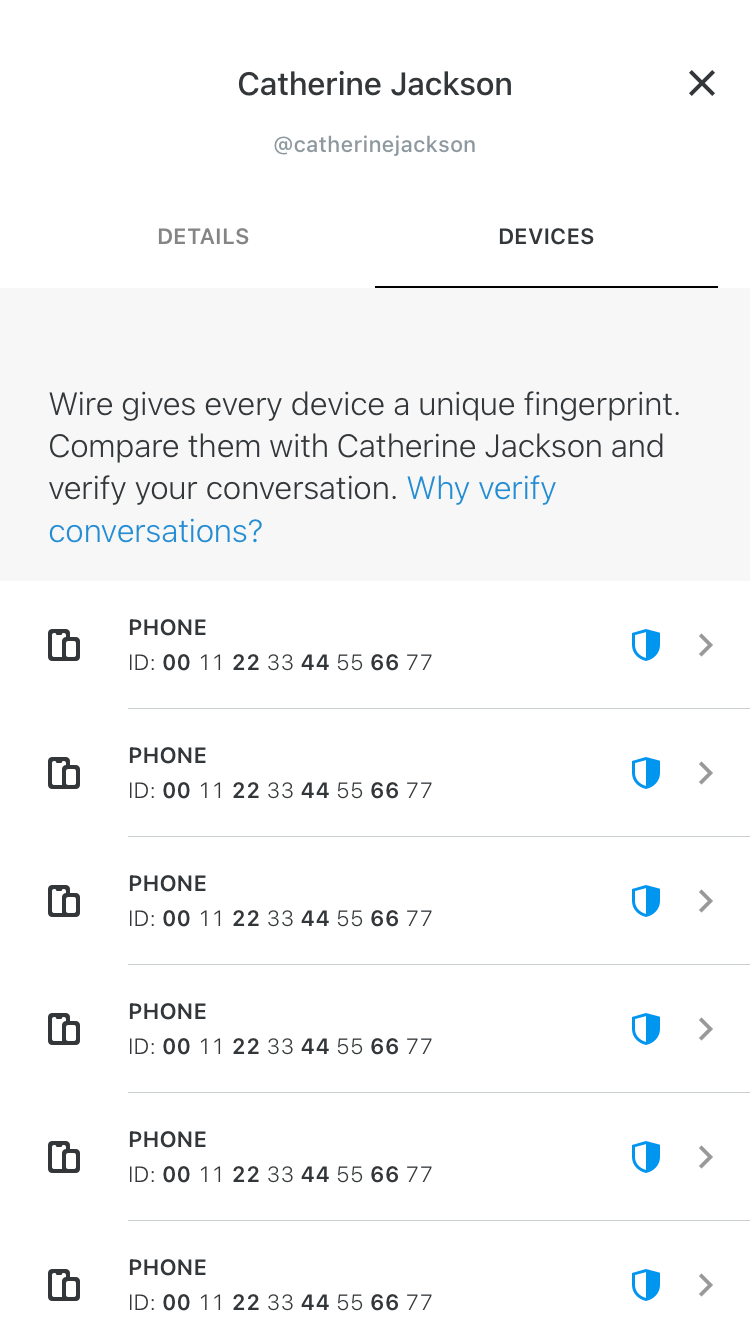 Catherine Jackson
@catherinejackson
DETAILS
DEVICES
Wire gives every device a unique fingerprint.
Compare them with Catherine Jackson and
verify your conversation. Why verify
conversations?
PHONE
ID: 00 11 22 33 44 55 66 77
PHONE
ID: 00 11 22 33 44 55 66 77
PHONE
ID: 00 11 22 33 44 55 66 77
PHONE
ID: 00 11 22 33 44 55 66 77
PHONE
ID: 00 11 22 33 44 55 66 77
PHONE
ID: 00 11 22 33 44 55 66 77